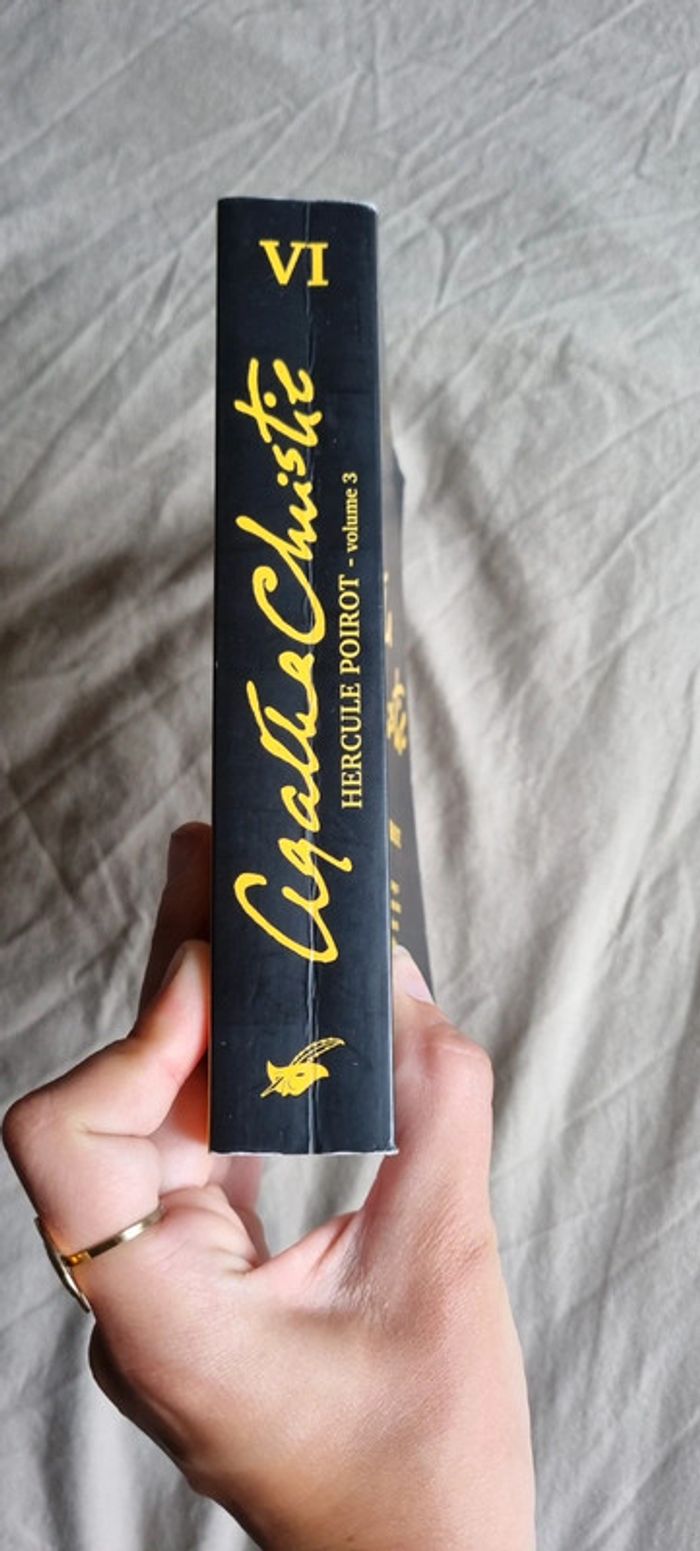 VI
Agatha Christie
HERCULE POIROT - volume 3